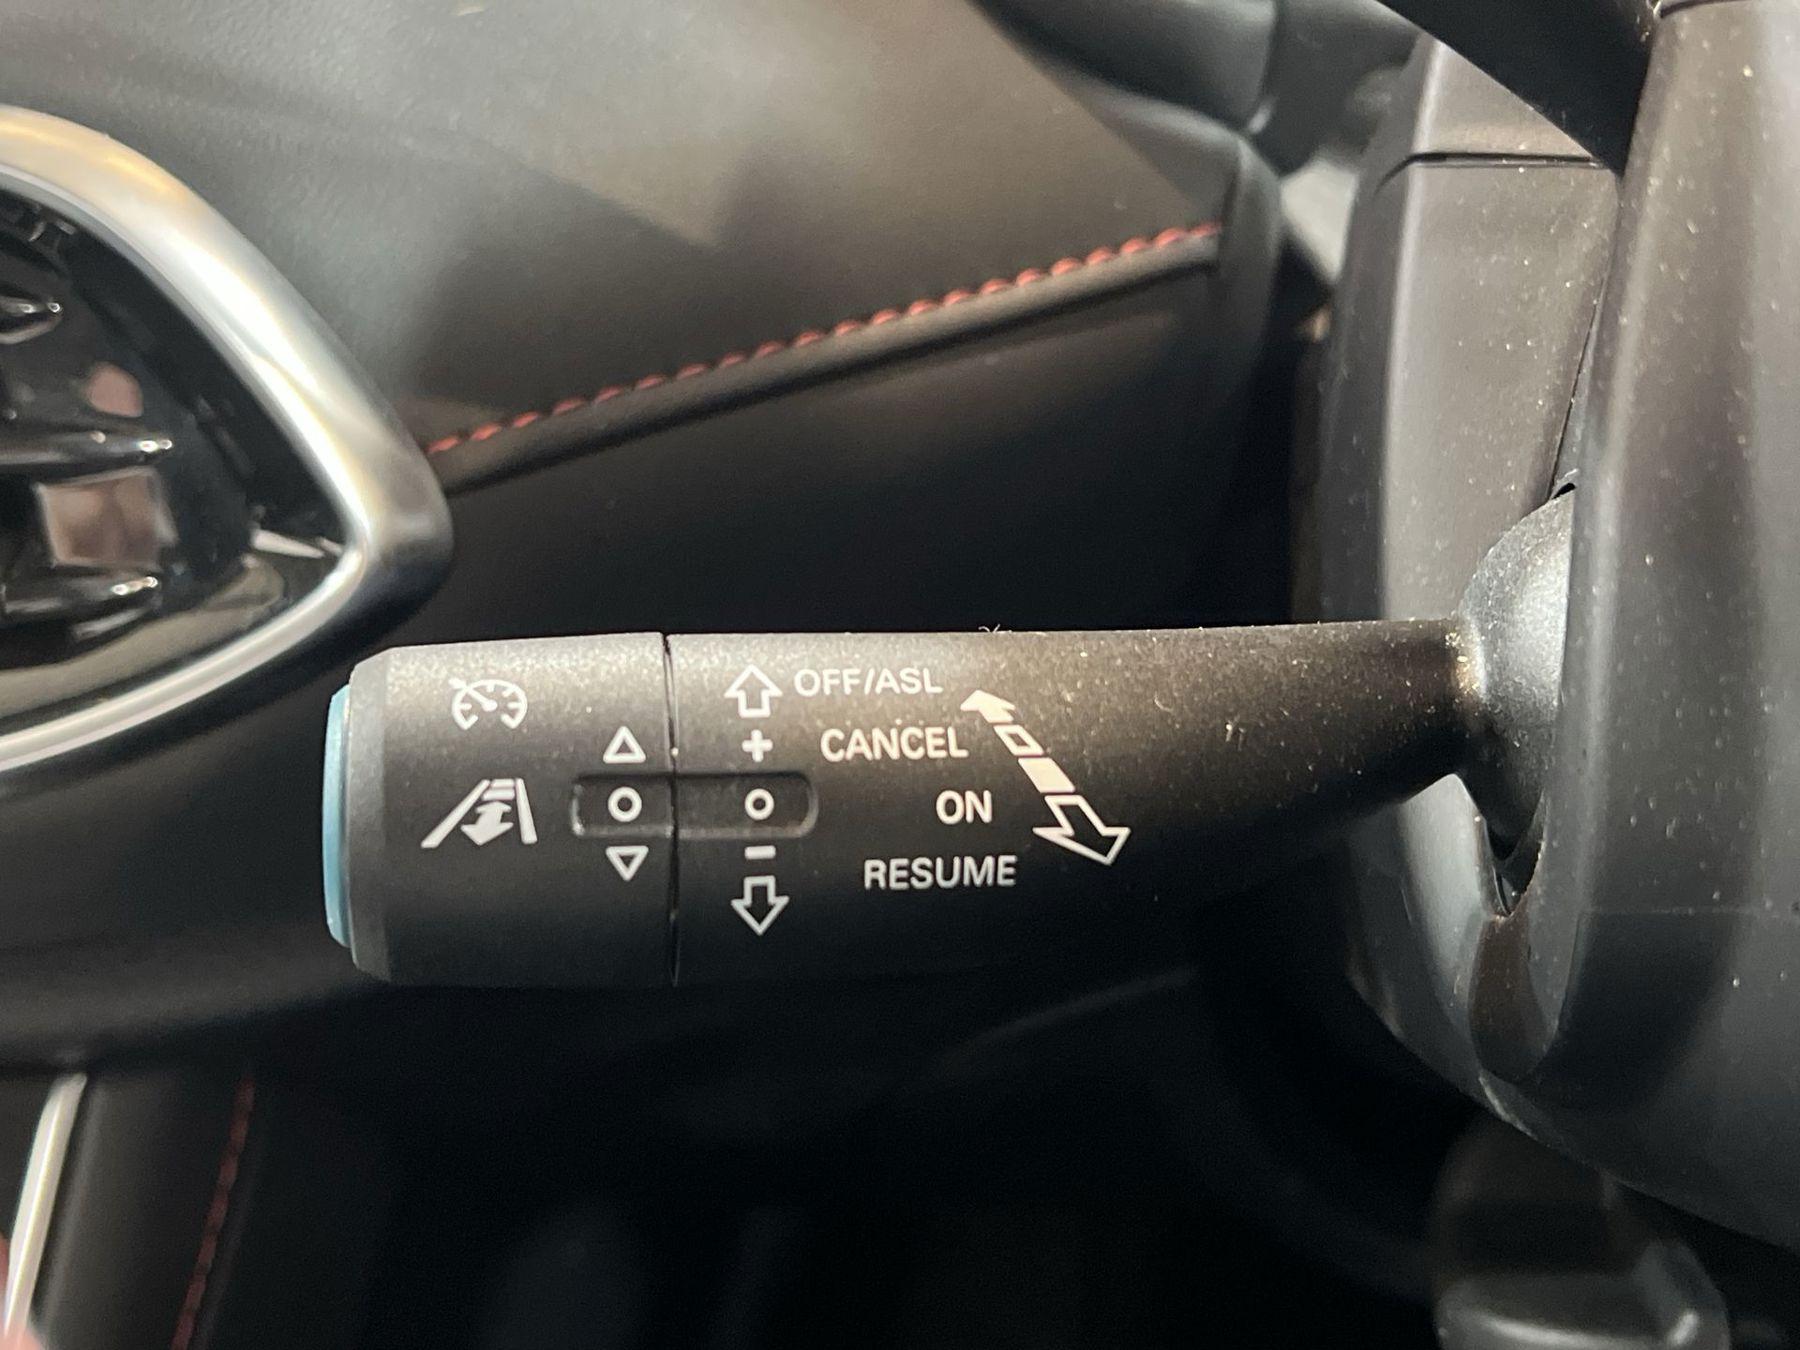 OFF/ASL
+ CANCEL
ON
− RESUME